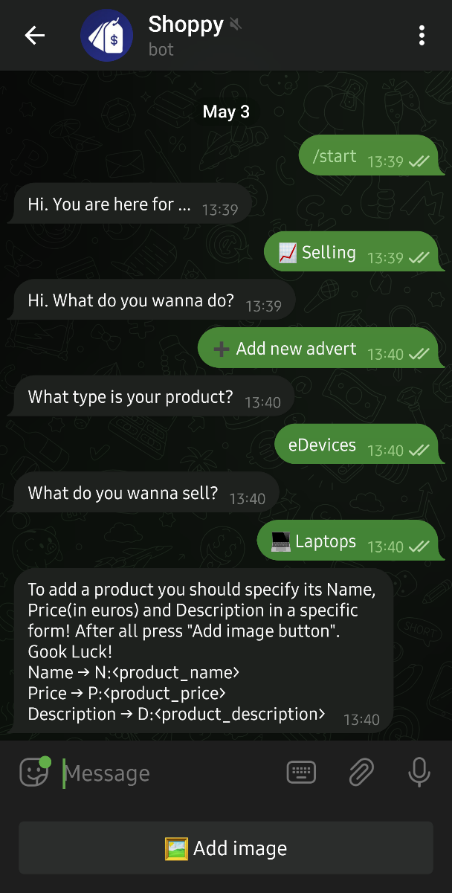 Shoppy
bot
May 3
/start 13:39
Hi. You are here for ... 13:39
📈 Selling 13:39
Hi. What do you wanna do? 13:39
➕ Add new advert 13:40
What type is your product? 13:40
eDevices 13:40
What do you wanna sell? 13:40
💻 Laptops 13:40
To add a product you should specify its Name,
Price(in euros) and Description in a specific
form! After all press "Add image button".
Gook Luck!
Name → N:<product_name>
Price → P:<product_price>
Description → D:<product_description> 13:40
Message
🖼️ Add image